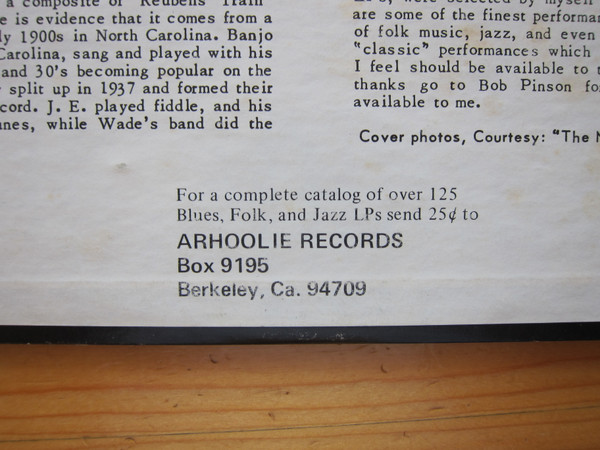 a composite of "Reubens Train"
e is evidence that it comes from a
ly 1900s in North Carolina. Banjo
Carolina, sang and played with his
and 30's becoming popular on the
split up in 1937 and formed their
cord. J. E. played fiddle, and his
nes, while Wade's band did the
were selected by myself
are some of the finest performa
of folk music, jazz, and even
"classic" performances which
I feel should be available to t
thanks go to Bob Pinson fo
available to me.
Cover photos, Courtesy: "The N
For a complete catalog of over 125
Blues, Folk, and Jazz LPs send 25¢ to
ARHOOLIE RECORDS
Box 9195
Berkeley, Ca. 94709